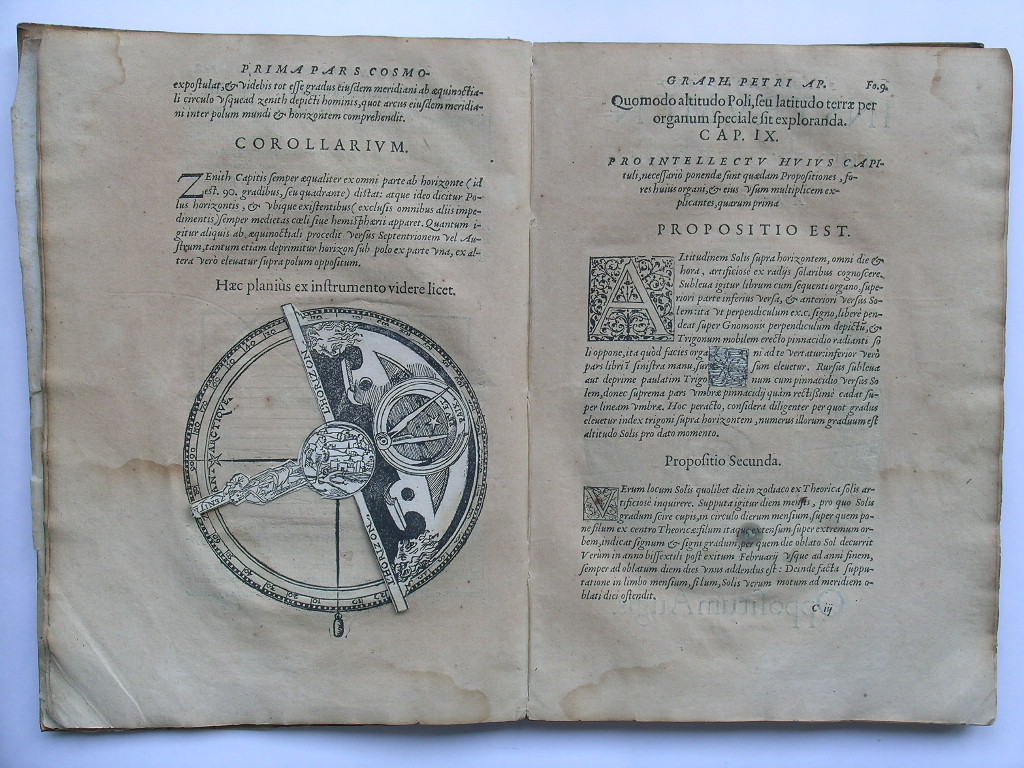 PRIMA PARS COSMO-
expostulat, & videbis tot esse gradus eiusdem meridiani ab æquinoctia-
li circulo vsquead zenith depicti hominis, quot arcus eiusdem meridia-
ni inter polum mundi & horizontem comprehendit.
COROLLARIVM.
ZEnith Capitis semper æqualiter ex omni parte ab horizonte (id
est. 90. gradibus, seu quadrante) distat: atque ideo dicitur Po-
lus horizontis, & vbique existentibus (exclusis omnibus aliis impe-
dimentis) semper medietas cœli siue hemisphærii apparet. Quantum i-
gitur aliquis ab æquinoctiali procedit versus Septentrionem vel Au-
strum, tantum etiam deprimitur horizon sub polo ex parte vna, ex al-
tera verò eleuatur supra polum oppositum.
Hæc planiùs ex instrumento videre licet.
HORIZON.
HORIZON.
GRAPH. PETRI AP. Fo.9.
Quomodo altitudo Poli, seu latitudo terræ per
organum speciale sit exploranda.
CAP. IX.
PRO INTELLECTV HVIVS CAPI-
tuli, necessariò ponendæ sunt quædam Propositiones, fo-
res huius organi, & eius vsum multiplicem ex-
plicantes, quarum prima
PROPOSITIO EST.
ALtitudinem Solis supra horizontem, omni die &
hora, artificiosè ex radijs solaribus cognoscere.
Subleua igitur librum cum sequenti organo, supe-
riori parte inferius versa, & anteriori versus So-
lem: ita vt perpendiculum ex. c. signo, liberè pen-
deat super Gnomonis perpendiculum depictū, &
Trigonum mobilem erecto pinnacidio radianti so
li oppone, ita quòd facies orga ni ad te vertatur: inferior verò
pars libri ī sinistra manu, sur sum eleuetur. Rursus subleua
aut deprime paulatim Trigo num cum pinnacidio versus So
lem, donec suprema pars vmbræ pinnacidij quàm rectissimè cadat su-
per lineam vmbræ. Hoc peracto, considera diligenter per quot gradus
eleuetur index trigoni supra horizontem, numerus illorum graduum est
altitudo Solis pro dato momento.
Propositio Secunda.
VErum locum Solis quolibet die in zodiaco ex Theorica solis ar-
tificiosè inquirere. Supputa igitur diem mensis, pro quo Solis
gradum scire cupis, in circulo dierum mensium, super quem po-
ne filum ex centro Theoricæ: filum itaque extensum super extremum or-
bem, indicat signum & signi gradum, per quem die oblato Sol decurrit
Verùm in anno bissextili post exitum Februarij vsque ad anni finem,
semper ad oblatum diem dies vnus addendus est: Deinde facta suppu-
tatione in limbo mensium, filum, Solis verum motum ad meridiem o-
blati diei ostendit.
C iij